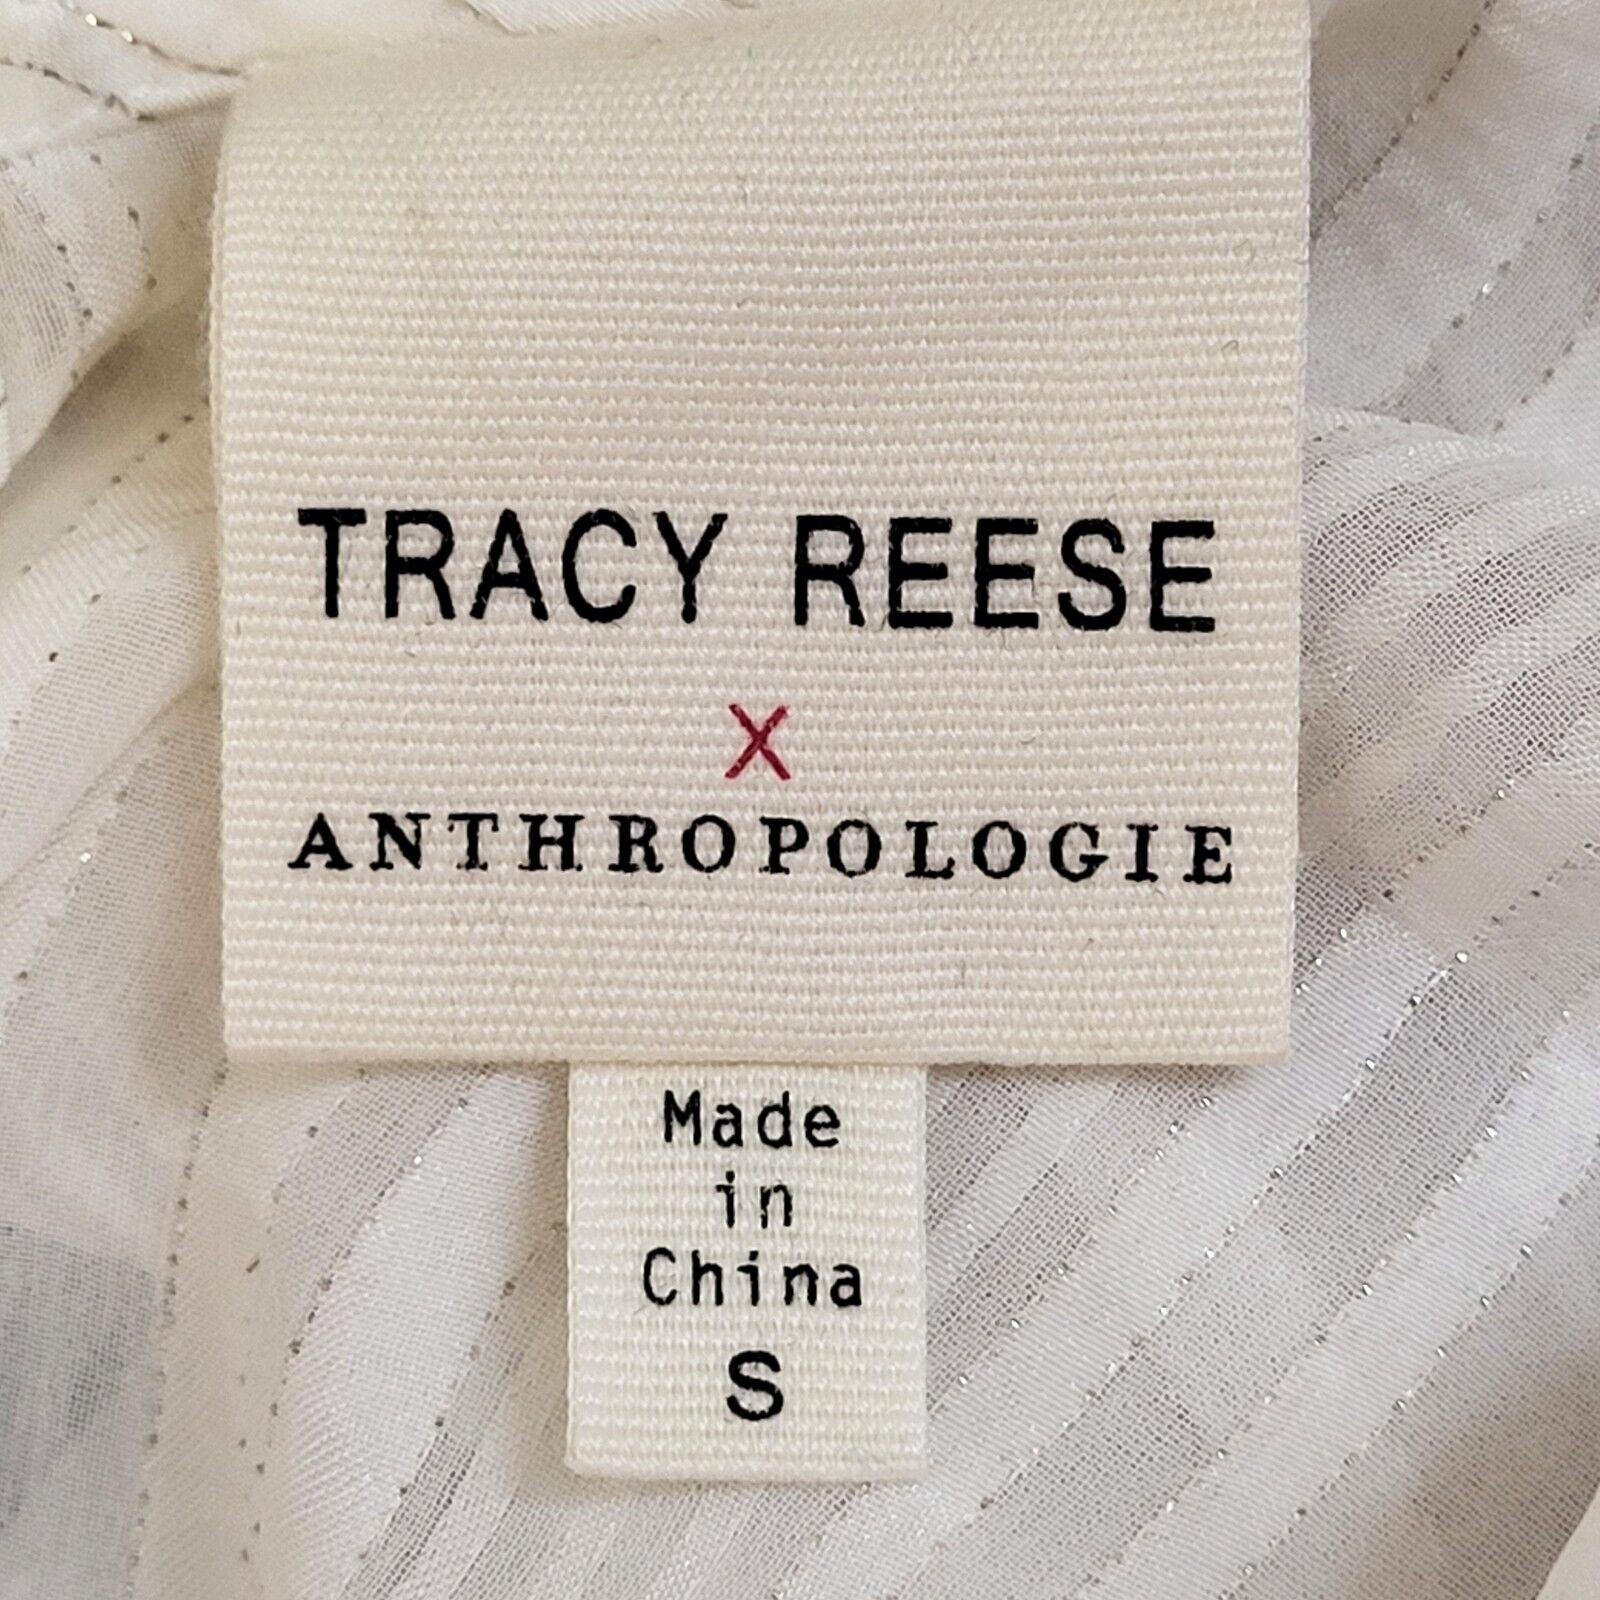 TRACY REESE
X
ANTHROPOLOGIE
Made
in
China
S